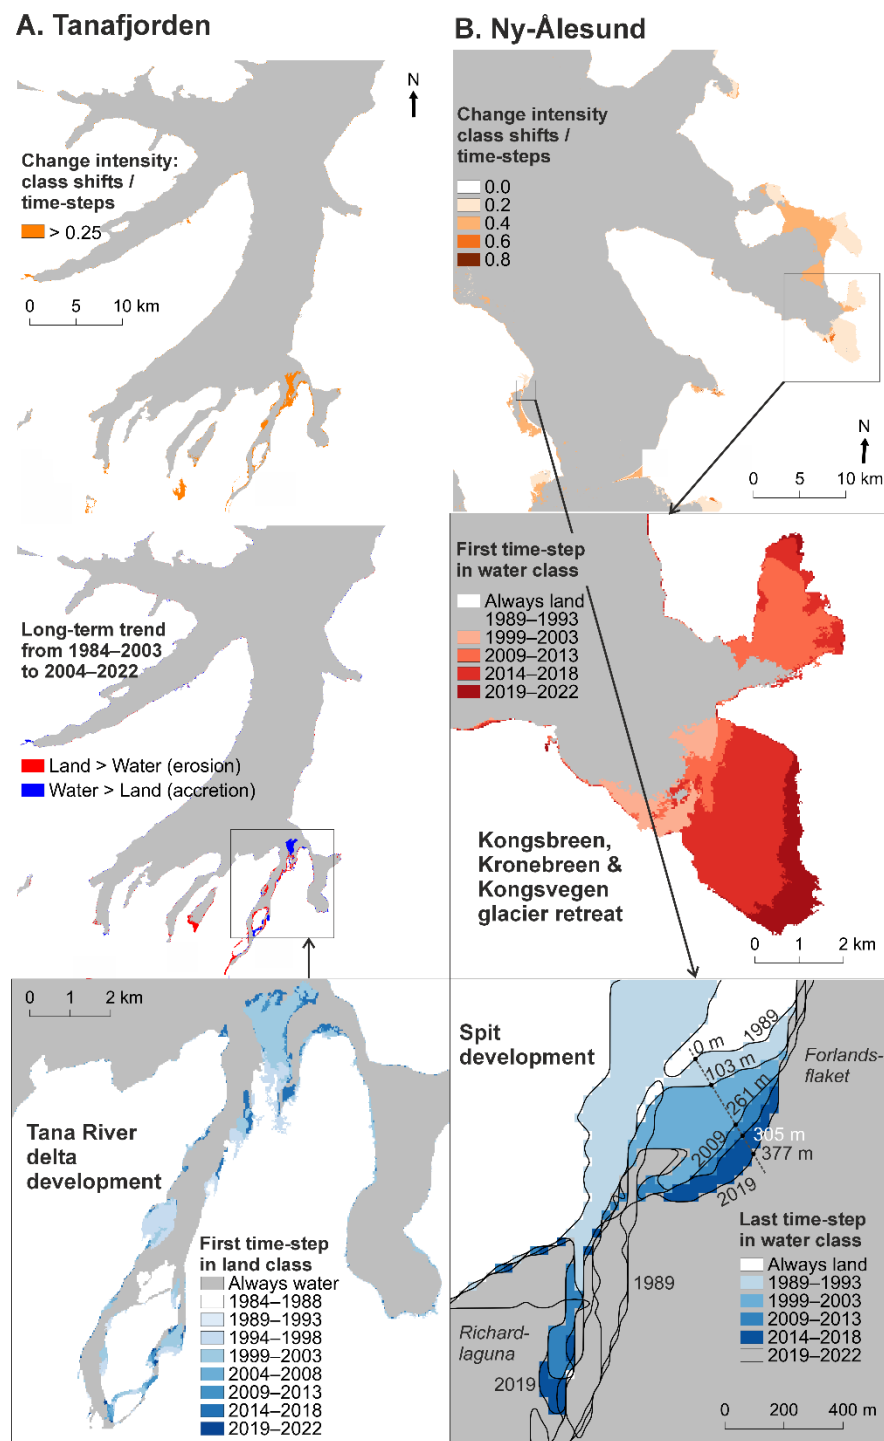 A. Tanafjorden
N
Change intensity:
class shifts /
time-steps
> 0.25
0 5 10 km
Long-term trend
from 1984–2003
to 2004–2022
Land > Water (erosion)
Water > Land (accretion)
0 1 2 km
Tana River
delta
development
First time-step
in land class
Always water
1984–1988
1989–1993
1994–1998
1999–2003
2004–2008
2009–2013
2014–2018
2019–2022
B. Ny-Ålesund
Change intensity
class shifts /
time-steps
0.0
0.2
0.4
0.6
0.8
N
0 5 10 km
First time-step
in water class
Always land
1989–1993
1999–2003
2009–2013
2014–2018
2019–2022
Kongsbreen,
Kronebreen &
Kongsvegen
glacier retreat
0 1 2 km
Spit
development
1989
0 m
103 m
261 m
305 m
377 m
2009
2019
Forlands-
flaket
Last time-step
in water class
Always land
1989–1993
1999–2003
2009–2013
2014–2018
2019–2022
1989
Richard-
laguna
2019
0 200 400 m